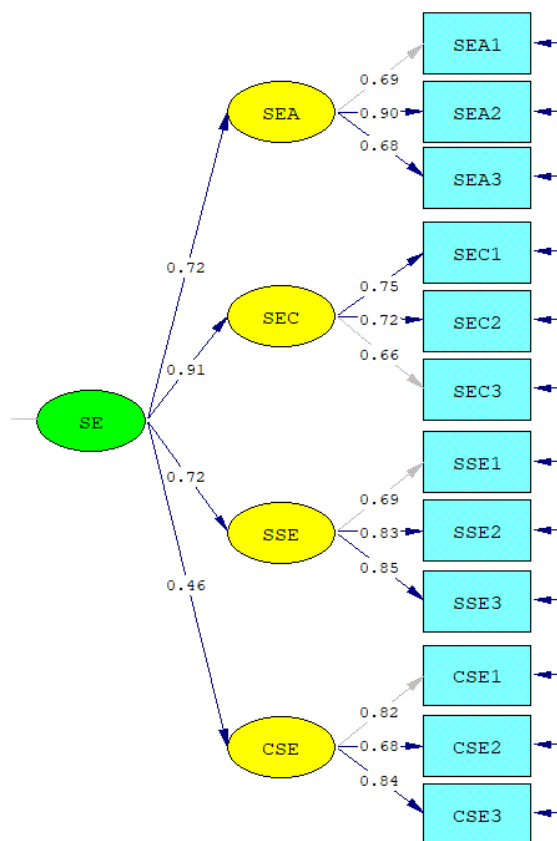 SEA1
0.69
SEA
0.90
SEA2
0.68
SEA3
0.72
SEC1
0.75
SEC
0.72
SEC2
0.66
0.91
SEC3
SE
SSE1
0.72
0.69
SSE
0.83
SSE2
0.85
0.46
SSE3
CSE1
0.82
CSE
0.68
CSE2
0.84
CSE3